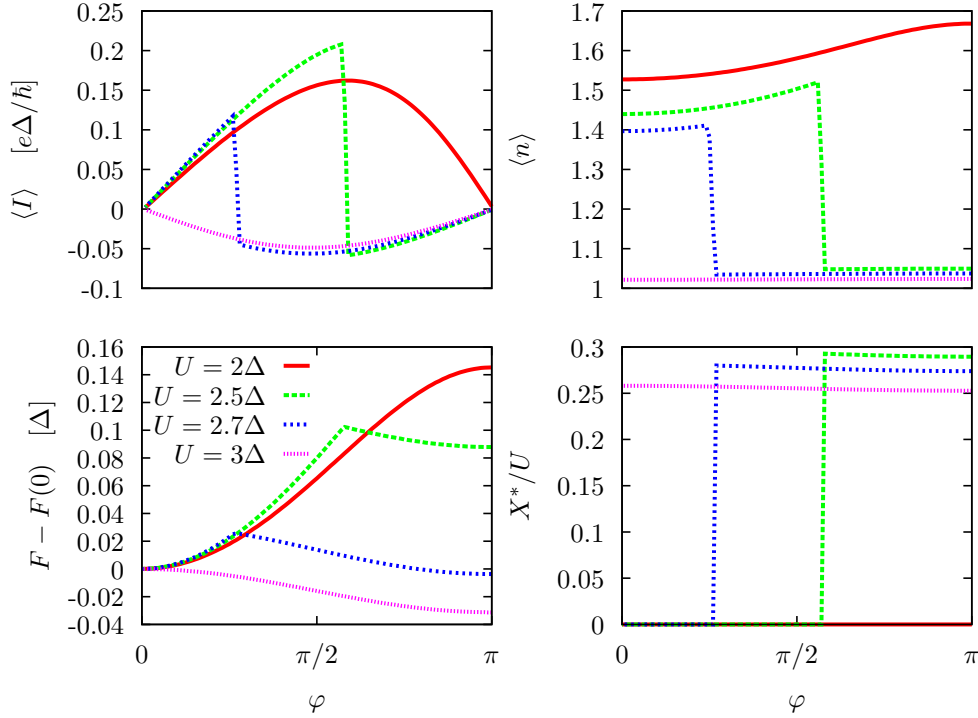 0.25
0.2
0.15
0.1
0.05
0
-0.05
-0.1
⟨I⟩ [eΔ/ħ]
1.7
1.6
1.5
1.4
1.3
1.2
1.1
1
⟨n⟩
0.16
0.14
0.12
0.1
0.08
0.06
0.04
0.02
0
-0.02
-0.04
F − F(0) [Δ]
U = 2Δ
U = 2.5Δ
U = 2.7Δ
U = 3Δ
0 π/2 π
φ
0.3
0.25
0.2
0.15
0.1
0.05
0
X*/U
0 π/2 π
φ